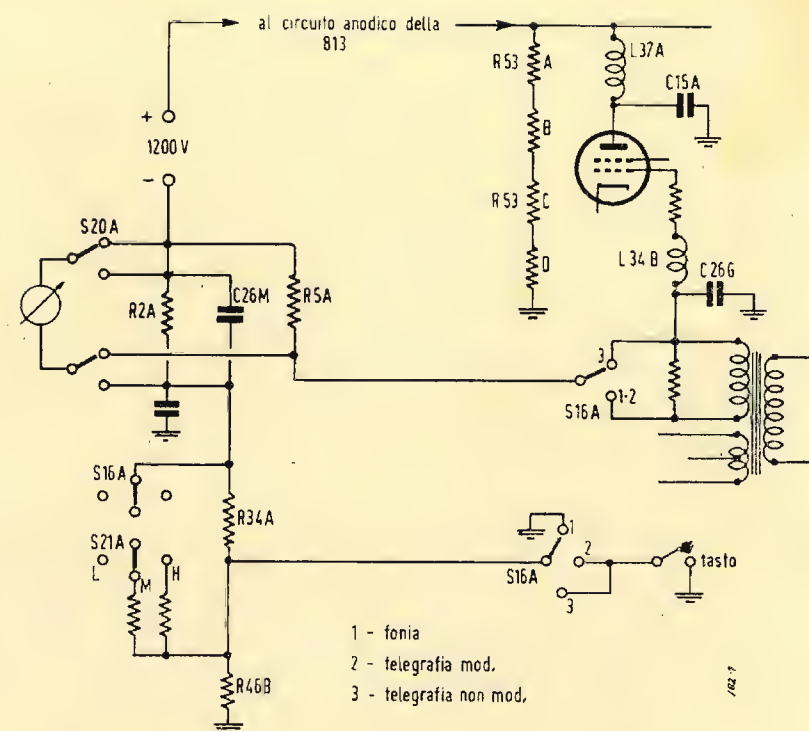 al circuito anodico della
813
R53
A
L37A
C15A
+
1200 V
B
−
S20A
R53
C
L34B
C26G
R2A
C26M
R5A
D
3
1-2
S16A
S16A
R34A
S21A
L
M
H
1
S16A
2
tasto
3
1 - fonia
2 - telegrafia mod.
3 - telegrafia non mod.
R46B